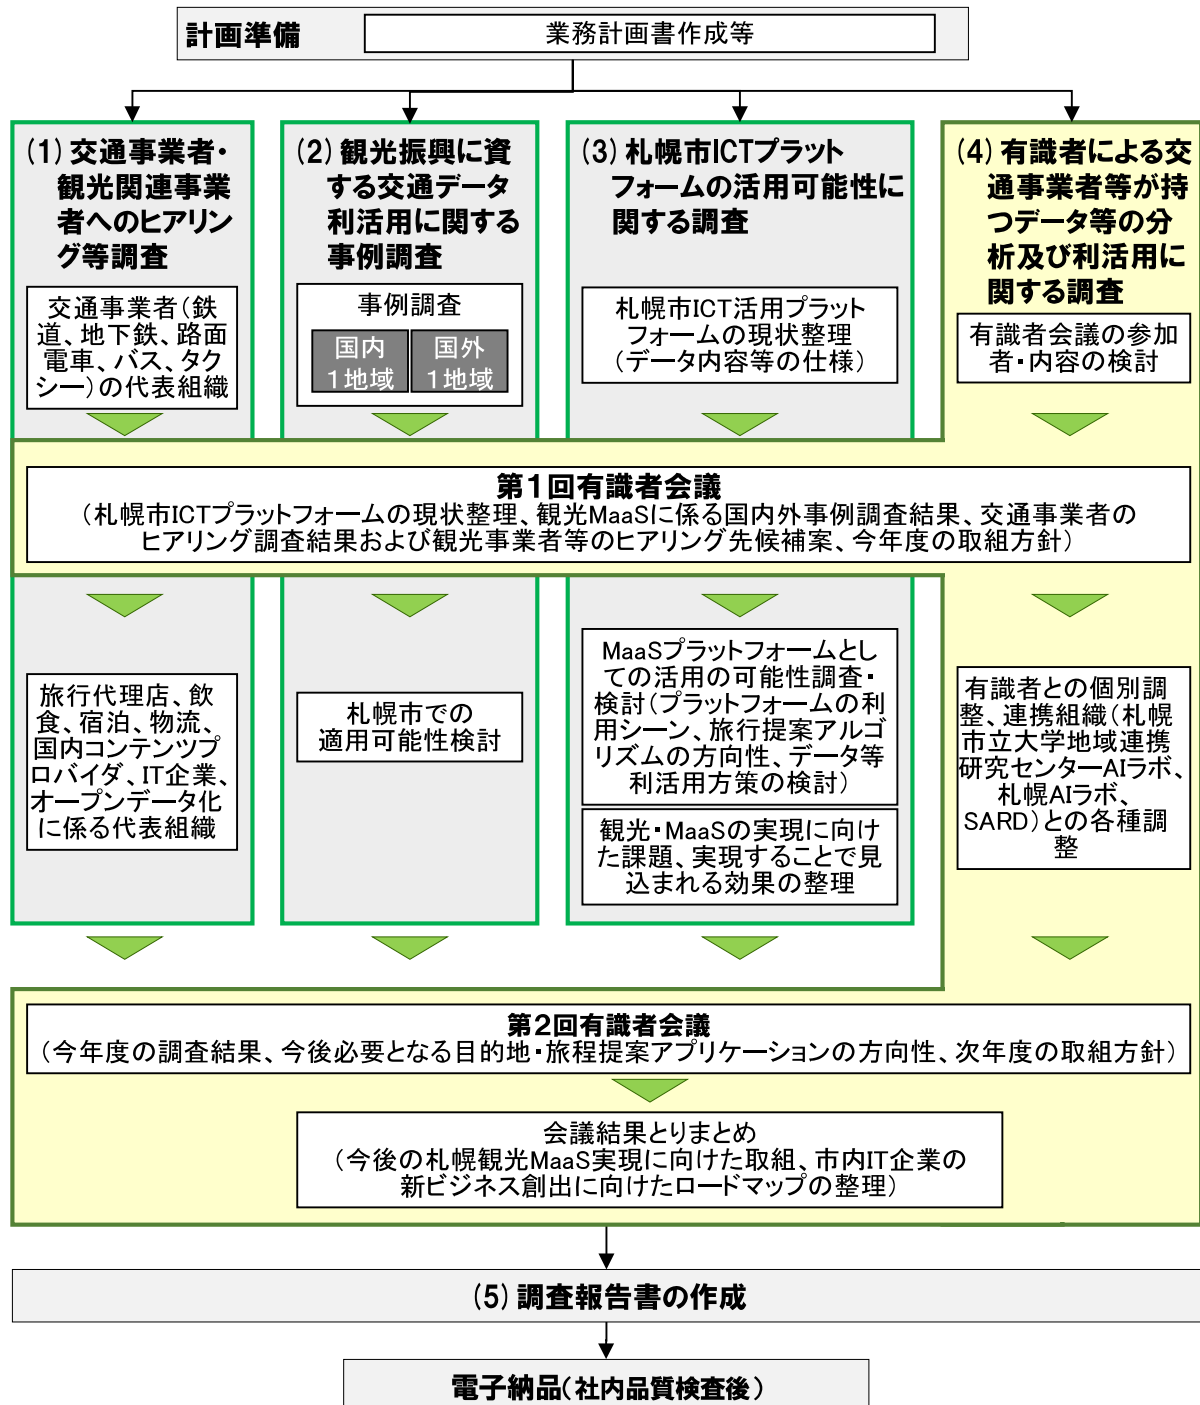 計画準備
業務計画書作成等
(1)交通事業者・
観光関連事業
者へのヒアリン
グ等調査
交通事業者(鉄
道、地下鉄、路面
電車、バス、タク
シー)の代表組織
(2)観光振興に資
する交通データ
利活用に関する
事例調査
事例調査
国内
1地域
国外
1地域
(3)札幌市ICTプラット
フォームの活用可能性に
関する調査
札幌市ICT活用プラット
フォームの現状整理
(データ内容等の仕様)
(4)有識者による交
通事業者等が持
つデータ等の分
析及び利活用に
関する調査
有識者会議の参加
者・内容の検討
第1回有識者会議
(札幌市ICTプラットフォームの現状整理、観光MaaSに係る国内外事例調査結果、交通事業者の
ヒアリング調査結果および観光事業者等のヒアリング先候補案、今年度の取組方針)
旅行代理店、飲
食、宿泊、物流、
国内コンテンツプ
ロバイダ、IT企業、
オープンデータ化
に係る代表組織
札幌市での
適用可能性検討
MaaSプラットフォームとし
ての活用の可能性調査・
検討(プラットフォームの利
用シーン、旅行提案アルゴ
リズムの方向性、データ等
利活用方策の検討)
観光・MaaSの実現に向け
た課題、実現することで見
込まれる効果の整理
有識者との個別調
整、連携組織(札幌
市立大学地域連携
研究センターAIラボ、
札幌AIラボ、
SARD)との各種調
整
第2回有識者会議
(今年度の調査結果、今後必要となる目的地・旅程提案アプリケーションの方向性、次年度の取組方針)
会議結果とりまとめ
(今後の札幌観光MaaS実現に向けた取組、市内IT企業の
新ビジネス創出に向けたロードマップの整理)
(5)調査報告書の作成
電子納品(社内品質検査後)